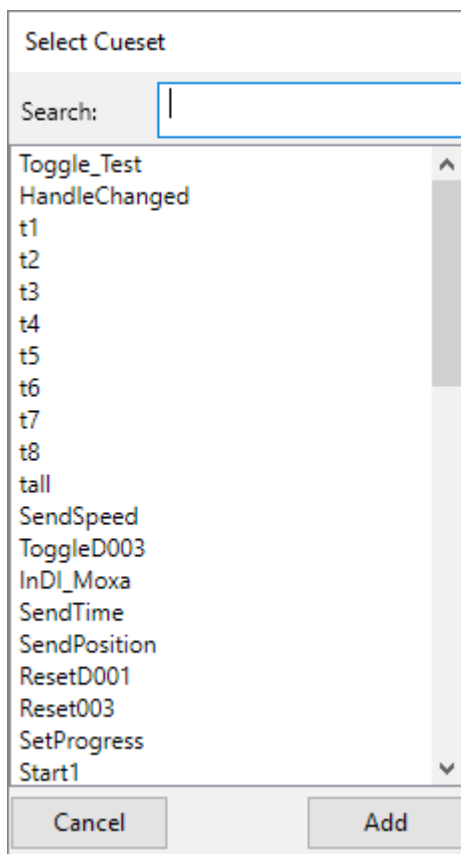 Select Cueset
Search:
Toggle_Test
HandleChanged
t1
t2
t3
t4
t5
t6
t7
t8
tall
SendSpeed
ToggleD003
InDI_Moxa
SendTime
SendPosition
ResetD001
Reset003
SetProgress
Start1
Cancel Add